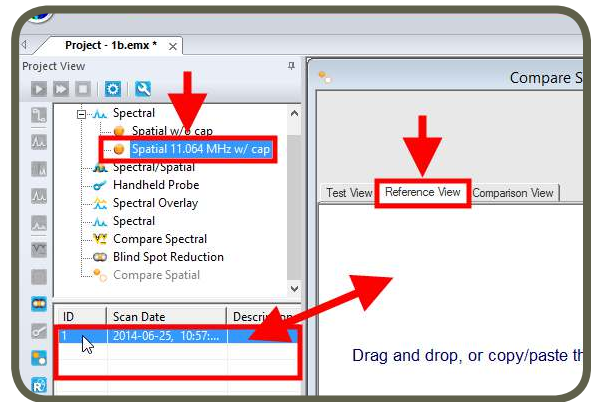 Project - 1b.emx *
Project View
Spectral
Spatial w/o cap
Spatial 11.064 MHz w/ cap
Spectral/Spatial
Handheld Probe
Spectral Overlay
Spectral
Compare Spectral
Blind Spot Reduction
Compare Spatial
ID Scan Date Description
1 2014-06-25, 10:57:...
Compare S
Test View Reference View Comparison View
Drag and drop, or copy/paste th